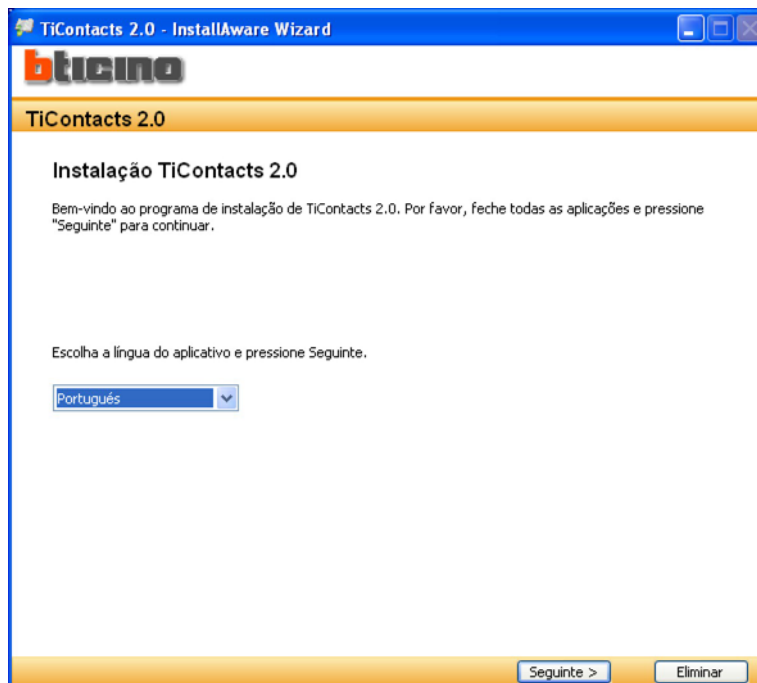 TiContacts 2.0 - InstallAware Wizard
bticino
TiContacts 2.0
Instalação TiContacts 2.0
Bem-vindo ao programa de instalação de TiContacts 2.0. Por favor, feche todas as aplicações e pressione
"Seguinte" para continuar.
Escolha a língua do aplicativo e pressione Seguinte.
Portugués
Seguinte >
Eliminar